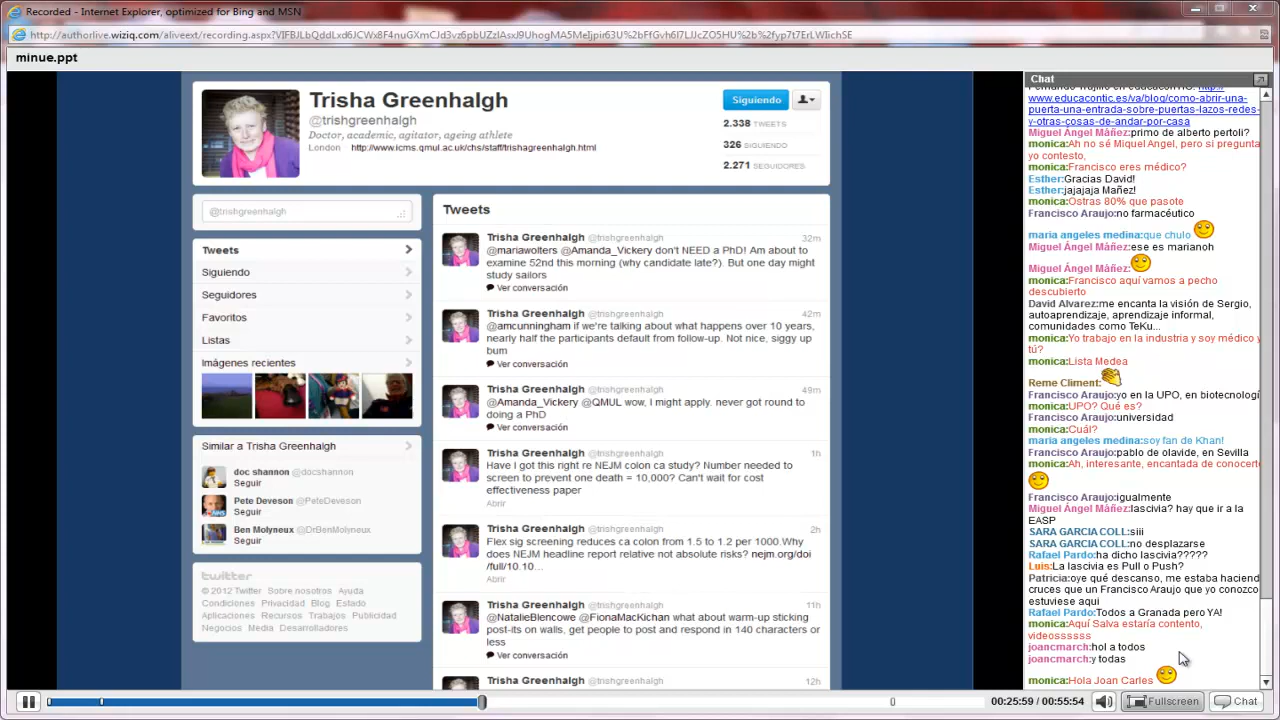 Recorded - Internet Explorer, optimized for Bing and MSN
minue.ppt
Trisha Greenhalgh
@trishgreenhalgh
Doctor, academic, agitator, ageing athlete
London http://www.icms.qmul.ac.uk/chs/staff/trishagreenhalgh.html
Siguiendo
2.338 TWEETS
326 SIGUIENDO
2.271 SEGUIDORES
@trishgreenhalgh
Tweets
Siguiendo
Seguidores
Favoritos
Listas
Imágenes recientes
Similar a Trisha Greenhalgh
doc shannon @docshannon
Seguir
Pete Deveson @PeteDeveson
Seguir
Ben Molyneux @DrBenMolyneux
Seguir
twitter
© 2012 Twitter Sobre nosotros Ayuda
Condiciones Privacidad Blog Estado
Aplicaciones Recursos Trabajos Publicidad
Negocios Media Desarrolladores
Tweets
Trisha Greenhalgh @trishgreenhalgh 32m
@mariawolters @Amanda_Vickery don't NEED a PhD! Am about to
examine 52nd this morning (why candidate late?). But one day might
study sailors
Ver conversación
Trisha Greenhalgh @trishgreenhalgh 42m
@amcunningham if we're talking about what happens over 10 years,
nearly half the participants default from follow-up. Not nice, siggy up
bum
Ver conversación
Trisha Greenhalgh @trishgreenhalgh 49m
@Amanda_Vickery @QMUL wow, I might apply. never got round to
doing a PhD
Ver conversación
Trisha Greenhalgh @trishgreenhalgh 1h
Have I got this right re NEJM colon ca study? Number needed to
screen to prevent one death = 10,000? Can't wait for cost
effectiveness paper
Abrir
Trisha Greenhalgh @trishgreenhalgh 2h
Flex sig screening reduces ca colon from 1.5 to 1.2 per 1000.Why
does NEJM headline report relative not absolute risks? nejm.org/doi
/full/10.10...
Abrir
Trisha Greenhalgh @trishgreenhalgh 11h
@NatalieBlencowe @FionaMacKichan what about warm-up sticking
post-its on walls, get people to post and respond in 140 characters or
less
Ver conversación
Trisha Greenhalgh @trishgreenhalgh 12h
Chat
Fernando Trujillo en educacontic: http://
www.educacontic.es/va/blog/como-abrir-una-
puerta-una-entrada-sobre-puertas-lazos-redes-
y-otras-cosas-de-andar-por-casa
Miguel Ángel Máñez:primo de alberto pertoli?
monica:Ah no sé Miquel Angel, pero si pregunta
yo contesto,
monica:Francisco eres médico?
Esther:Gracias David!
Esther:jajajaja Mañez!
monica:Ostras 80% que pasote
Francisco Araujo:no farmacéutico
maria angeles medina:que chulo
Miguel Ángel Máñez:ese es marianoh
Miguel Ángel Máñez:
monica:Francisco aquí vamos a pecho
descubierto
David Alvarez:me encanta la visión de Sergio,
autoaprendizaje, aprendizaje informal,
comunidades como TeKu...
monica:Yo trabajo en la industria y soy médico y
tú?
monica:Lista Medea
Reme Climent:
Francisco Araujo:yo en la UPO, en biotecnologí
monica:UPO? Qué es?
Francisco Araujo:universidad
monica:Cuál?
maria angeles medina:soy fan de Khan!
Francisco Araujo:pablo de olavide, en Sevilla
monica:Ah, interesante, encantada de conocerte
Francisco Araujo:igualmente
Miguel Ángel Máñez:lascivia? hay que ir a la
EASP
SARA GARCIA COLL:siii
SARA GARCIA COLL:no desplazarse
Rafael Pardo:ha dicho lascivia?????
Luis:La lascivia es Pull o Push?
Patricia:oye qué descanso, me estaba haciend
cruces que un Francisco Araujo que yo conozco
estuviese aqui
Rafael Pardo:Todos a Granada pero YA!
monica:Aquí Salva estaría contento,
videossssss
joancmarch:hol a todos
joancmarch:y todas
monica:Hola Joan Carles
0
00:25:59 / 00:55:54
Fullscreen
Chat